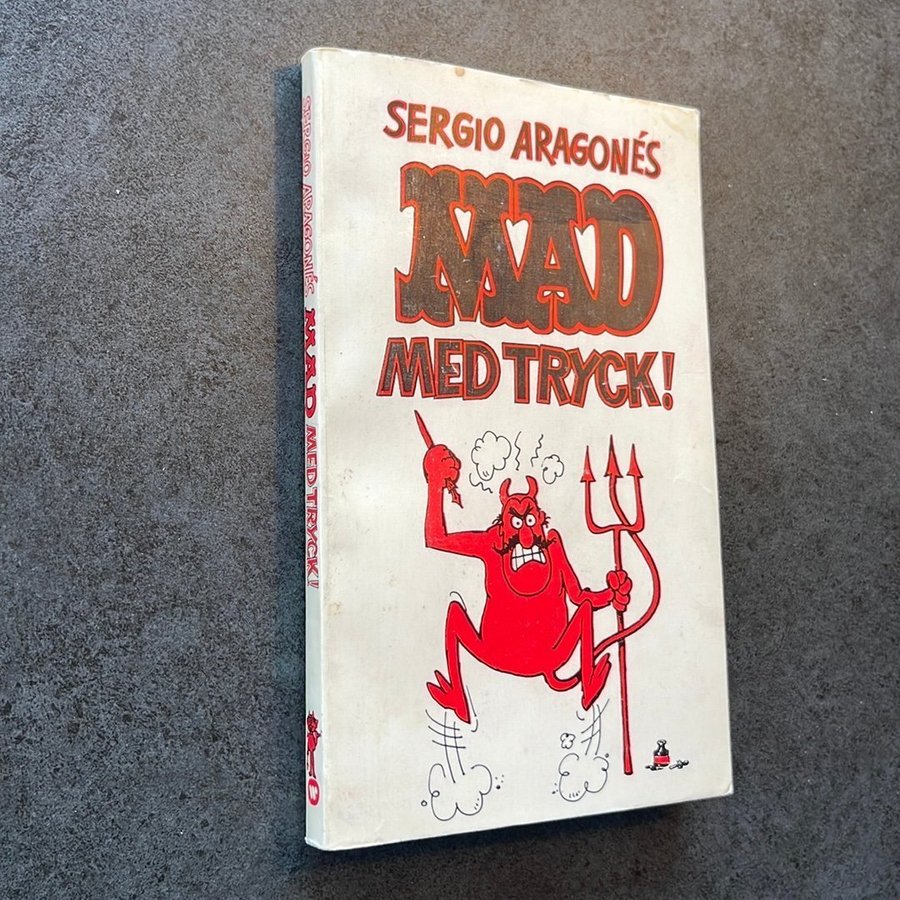 SERGIO ARAGONÉS
MAD
MED TRYCK!
SERGIO ARAGONÉS MAD MED TRYCK!
W